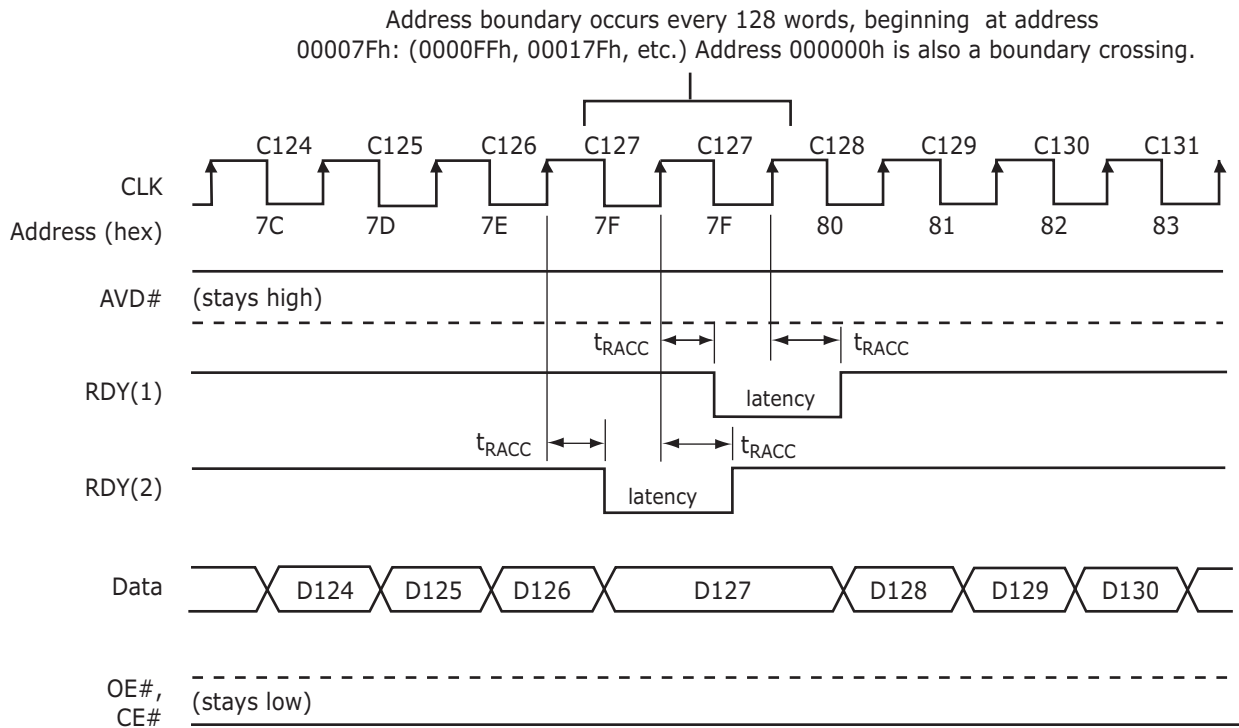 Address boundary occurs every 128 words, beginning at address
00007Fh: (0000FFh, 00017Fh, etc.) Address 000000h is also a boundary crossing.
C124 C125 C126 C127 C127 C128 C129 C130 C131
CLK
Address (hex) 7C 7D 7E 7F 7F 80 81 82 83
AVD# (stays high)
tRACC tRACC
RDY(1) latency
tRACC tRACC
RDY(2) latency
Data D124 D125 D126 D127 D128 D129 D130
OE#,
CE# (stays low)